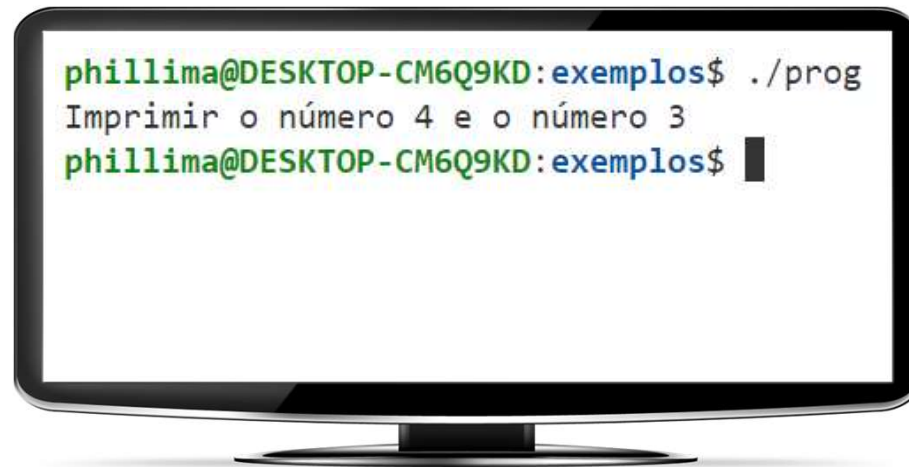 phillima@DESKTOP-CM6Q9KD:exemplos$ ./prog
Imprimir o número 4 e o número 3
phillima@DESKTOP-CM6Q9KD:exemplos$